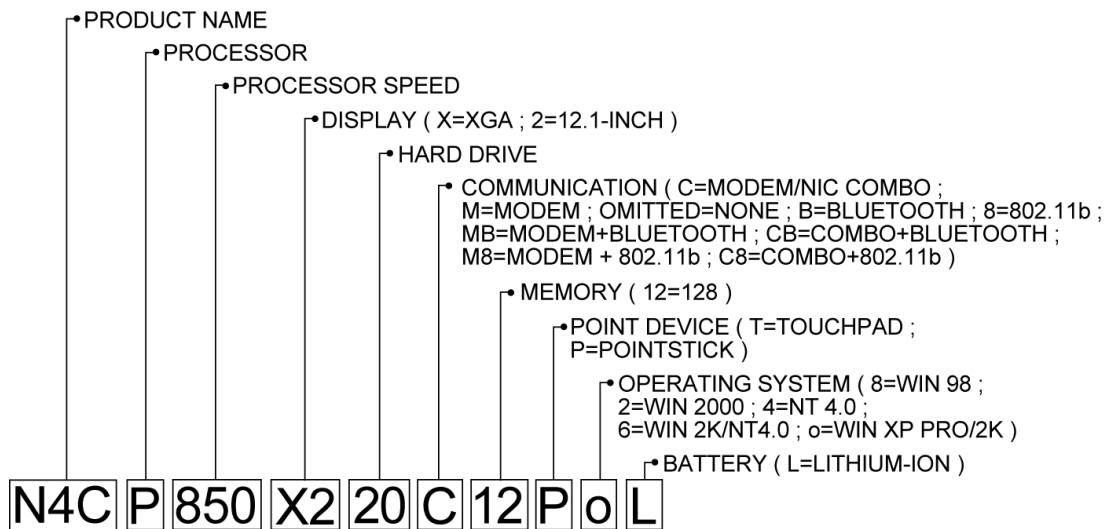 PRODUCT NAME
PROCESSOR
PROCESSOR SPEED
DISPLAY ( X=XGA ; 2=12.1-INCH )
HARD DRIVE
COMMUNICATION ( C=MODEM/NIC COMBO ;
M=MODEM ; OMITTED=NONE ; B=BLUETOOTH ; 8=802.11b ;
MB=MODEM+BLUETOOTH ; CB=COMBO+BLUETOOTH ;
M8=MODEM + 802.11b ; C8=COMBO+802.11b )
MEMORY ( 12=128 )
POINT DEVICE ( T=TOUCHPAD ;
P=POINTSTICK )
OPERATING SYSTEM ( 8=WIN 98 ;
2=WIN 2000 ; 4=NT 4.0 ;
6=WIN 2K/NT4.0 ; o=WIN XP PRO/2K )
BATTERY ( L=LITHIUM-ION )
N4C P 850 X2 20 C 12 P o L